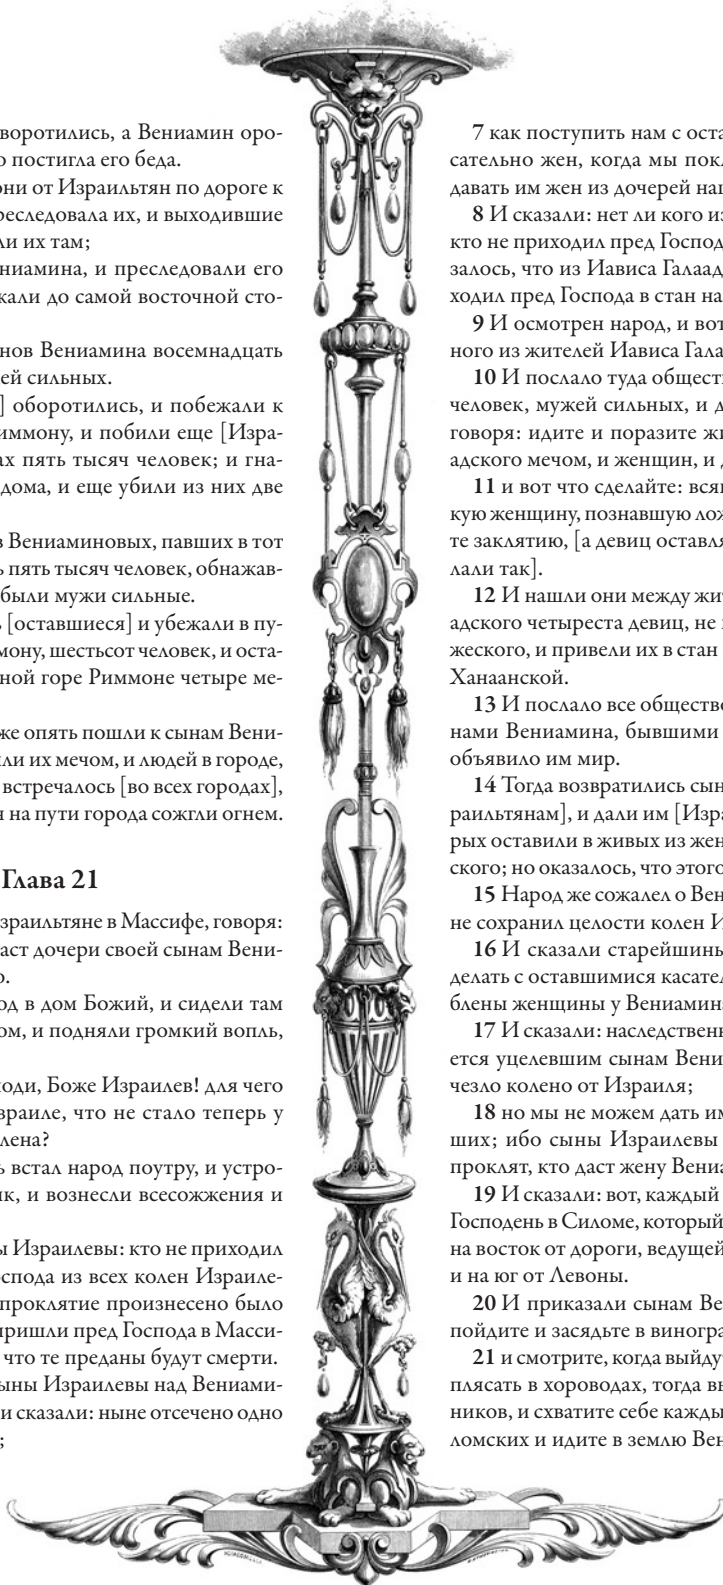 воротились, а Вениамин оро-
о постигла его беда.
они от Израильтян по дороге к
реследовала их, и выходившие
ли их там;
ниамина, и преследовали его
жали до самой восточной сто-
нов Вениамина восемнадцать
ей сильных.
] оборотились, и побежали к
иммону, и побили еще [Изра-
ах пять тысяч человек; и гна-
дома, и еще убили из них две
в Вениаминовых, павших в тот
ь пять тысяч человек, обнажав-
были мужи сильные.
ь [оставшиеся] и убежали в пу-
мону, шестьсот человек, и оста-
ной горе Риммоне четыре ме-
же опять пошли к сынам Вени-
или их мечом, и людей в городе,
встречалось [во всех городах],
я на пути города сожгли огнем.
Глава 21
зраильтяне в Массифе, говоря:
аст дочери своей сынам Вени-
о.
од в дом Божий, и сидели там
ом, и подняли громкий вопль,
поди, Боже Израилев! для чего
зраиле, что не стало теперь у
лена?
ь встал народ поутру, и устро-
ик, и вознесли всесожжения и
ы Израилевы: кто не приходил
спода из всех колен Израиле-
проклятие произнесено было
пришли пред Господа в Масси-
что те преданы будут смерти.
ыны Израилевы над Вениами-
и сказали: ныне отсечено одно
;
7 как поступить нам с оста
сательно жен, когда мы покл
давать им жен из дочерей наш
8 И сказали: нет ли кого из
кто не приходил пред Господ
залось, что из Иависа Галаад
ходил пред Господа в стан на
9 И осмотрен народ, и вот
ного из жителей Иависа Гала
10 И послало туда обществ
человек, мужей сильных, и д
говоря: идите и поразите жи
адского мечом, и женщин, и д
11 и вот что сделайте: всяк
кую женщину, познавшую лож
те заклятию, [а девиц оставля
лали так].
12 И нашли они между жит
адского четыреста девиц, не п
жеского, и привели их в стан
Ханаанской.
13 И послало все общество
нами Вениамина, бывшими
объявило им мир.
14 Тогда возвратились сын
раильтянам], и дали им [Изра
рых оставили в живых из жен
ского; но оказалось, что этого
15 Народ же сожалел о Вен
не сохранил целости колен И
16 И сказали старейшины
делать с оставшимися касател
блены женщины у Вениамина
17 И сказали: наследственн
ется уцелевшим сынам Вени
чезло колено от Израиля;
18 но мы не можем дать им
ших; ибо сыны Израилевы
проклят, кто даст жену Вениа
19 И сказали: вот, каждый
Господень в Силоме, который
на восток от дороги, ведущей
и на юг от Левоны.
20 И приказали сынам Ве
пойдите и засядьте в виногра
21 и смотрите, когда выйдут
плясать в хороводах, тогда вы
ников, и схватите себе кажды
ломских и идите в землю Вен